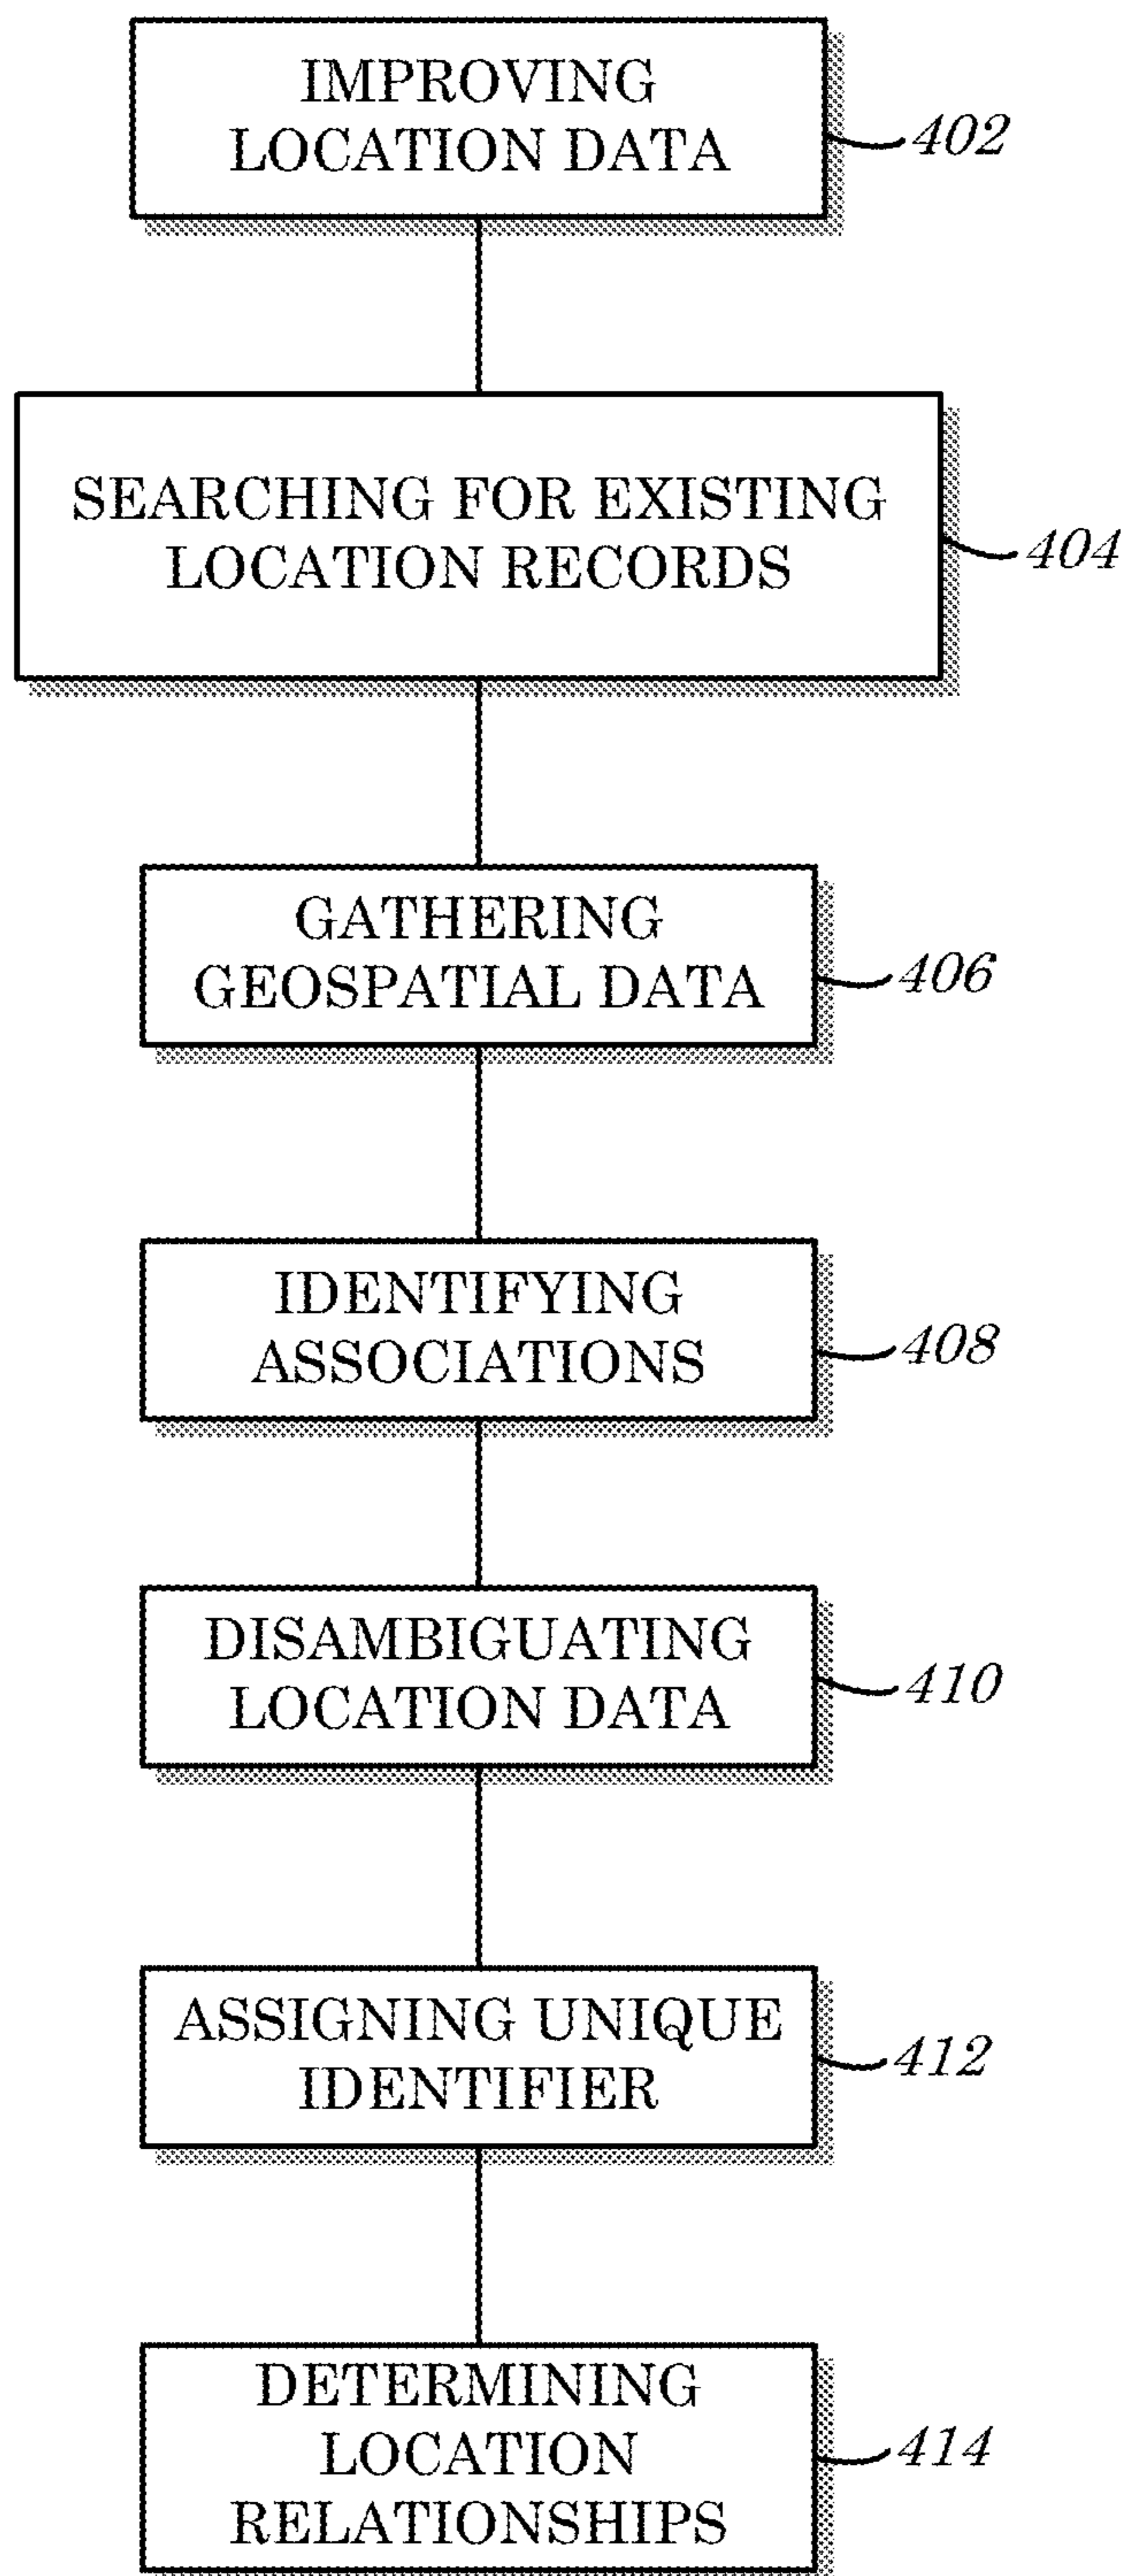 IMPROVING
LOCATION DATA
402
SEARCHING FOR EXISTING
LOCATION RECORDS
404
GATHERING
GEOSPATIAL DATA
406
IDENTIFYING
ASSOCIATIONS
408
DISAMBIGUATING
LOCATION DATA
410
ASSIGNING UNIQUE
IDENTIFIER
412
DETERMINING
LOCATION
RELATIONSHIPS
414